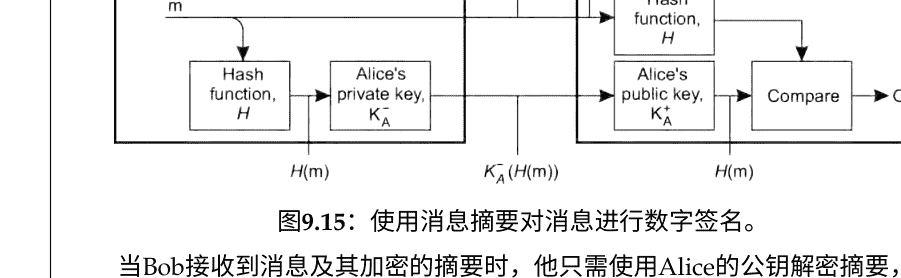 m
Hash
function,
H
Hash
function,
H
Alice's
private key,
K_A^-
Alice's
public key,
K_A^+
Compare
H(m)
K_A^-(H(m))
H(m)
图9.15：使用消息摘要对消息进行数字签名。
当Bob接收到消息及其加密的摘要时，他只需使用Alice的公钥解密摘要，